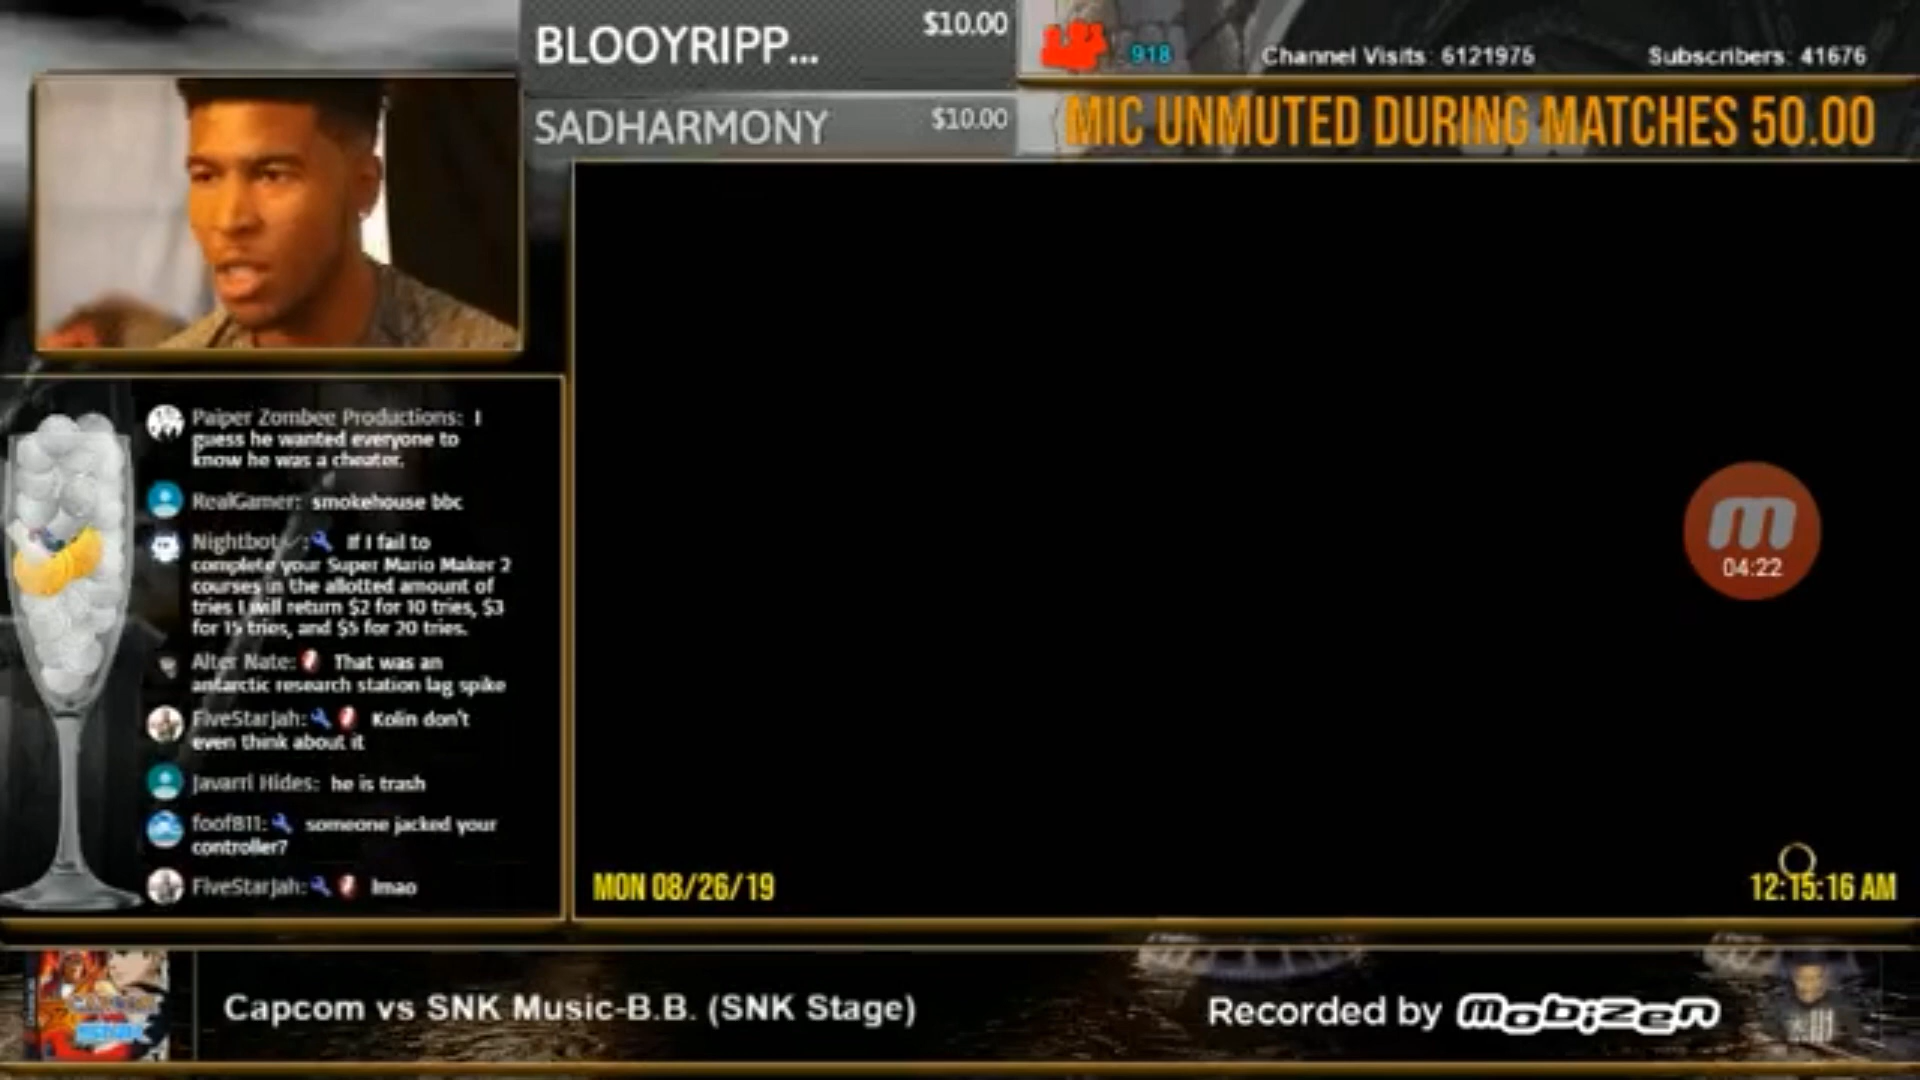 BLOOYRIPP...
$10.00
SADHARMONY
$10.00
918
Channel Visits: 6121975
Subscribers: 41676
MIC UNMUTED DURING MATCHES 50.00
Paiper Zombee Productions: I
guess he wanted everyone to
know he was a cheater.
RealGamer: smokehouse bbc
Nightbot: If I fail to
complete your Super Mario Maker 2
courses in the allotted amount of
tries I will return $2 for 10 tries, $3
for 15 tries, and $5 for 20 tries.
Alter Nate: That was an
antarctic research station lag spike
FiveStarJah: Kolin don't
even think about it
Javarri Hides: he is trash
foof811: someone jacked your
controller?
FiveStarJah: lmao
m
04:22
MON 08/26/19
12:15:16 AM
Capcom vs SNK Music-B.B. (SNK Stage)
Recorded by mobizen